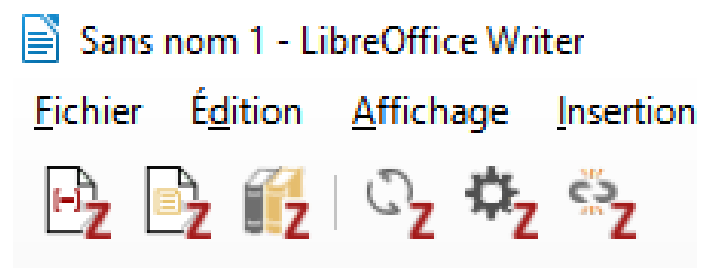 Sans nom 1 - LibreOffice Writer
Fichier Édition Affichage Insertion
[-] Z Z Z Z Z Z